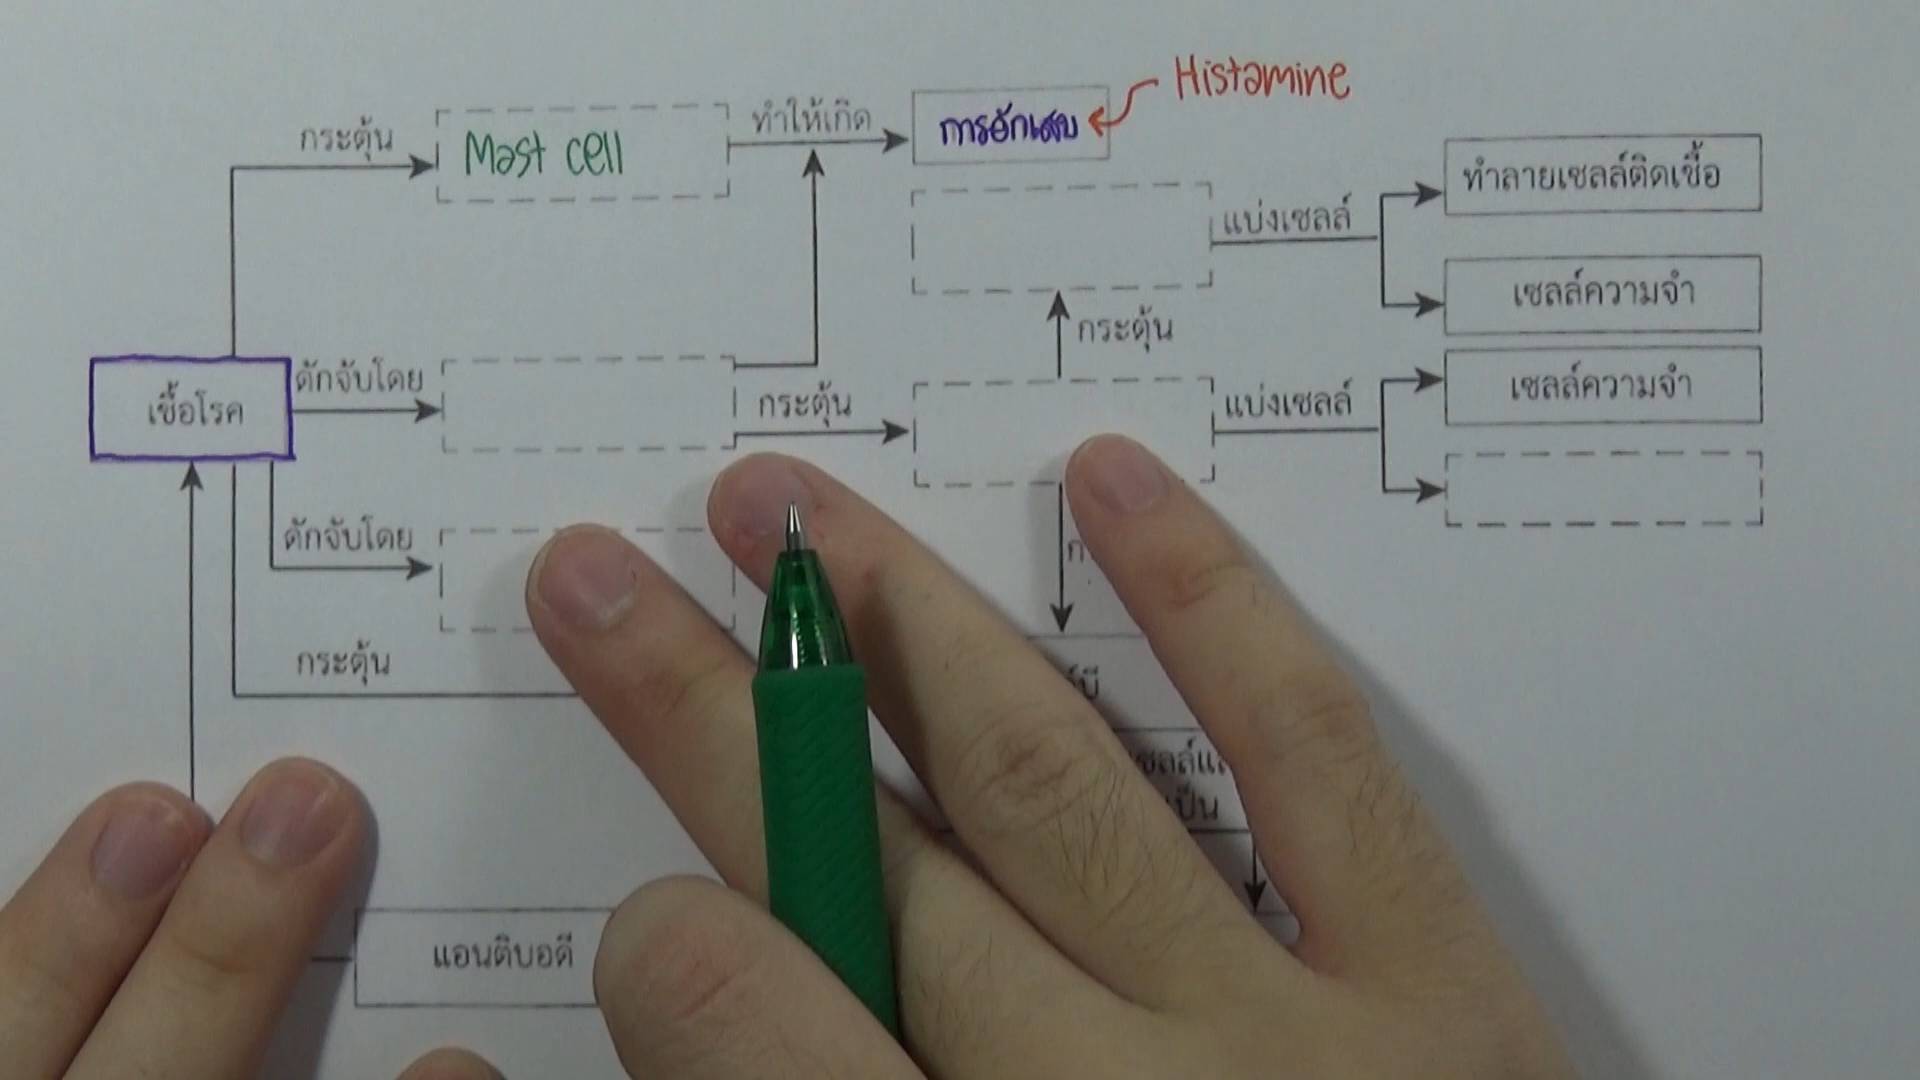 Histamine
กระตุ้น
Mast cell
ทำให้เกิด
การอักเสบ
แบ่งเซลล์
ทำลายเซลล์ติดเชื้อ
เซลล์ความจำ
กระตุ้น
เชื้อโรค
ดักจับโดย
กระตุ้น
แบ่งเซลล์
เซลล์ความจำ
ดักจับโดย
กระตุ้น
แอนติบอดี